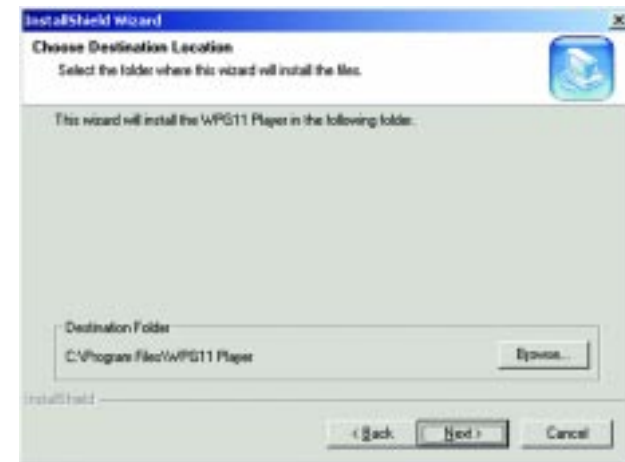 InstallShield Wizard
Choose Destination Location
Select the folder where this wizard will install the files.
This wizard will install the WPG11 Player in the following folder.
Destination Folder
C:\Program Files\WPG11 Player
Browse...
InstallShield
< Back
Next >
Cancel